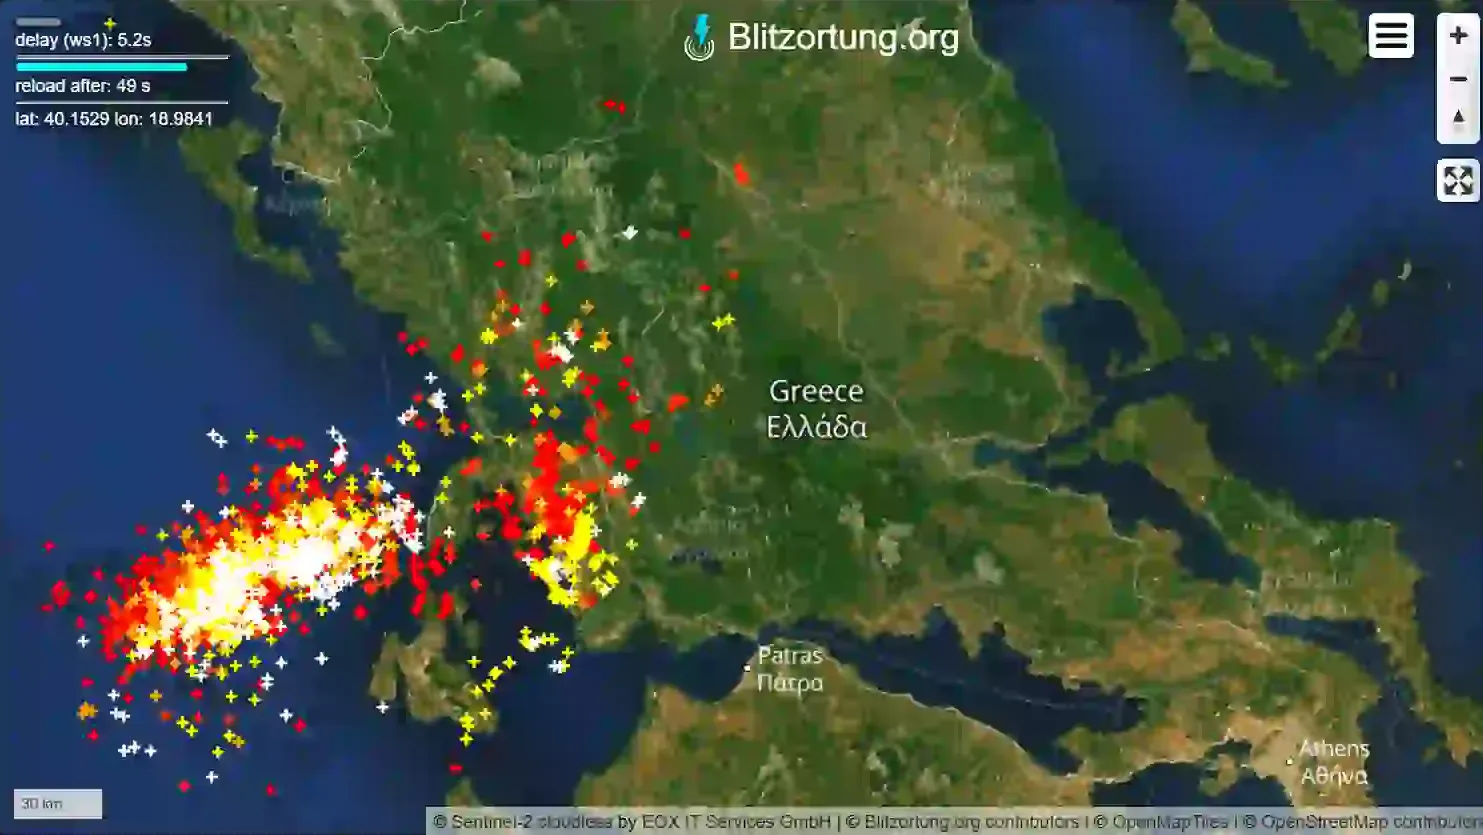 delay (ws1): 5.2s
reload after: 49 s
lat: 40.1529 lon: 18.9841
Blitzortung.org
Greece
Ελλάδα
Patras
Πάτρα
Athens
Αθήνα
30 km
© Sentinel-2 cloudless by EOX IT Services GmbH | © Blitzortung.org contributors | © OpenMapTiles | © OpenStreetMap contributors